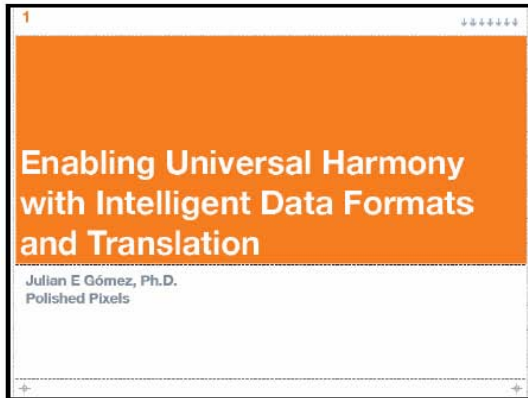 1
Enabling Universal Harmony
with Intelligent Data Formats
and Translation
Julian E Gómez, Ph.D.
Polished Pixels